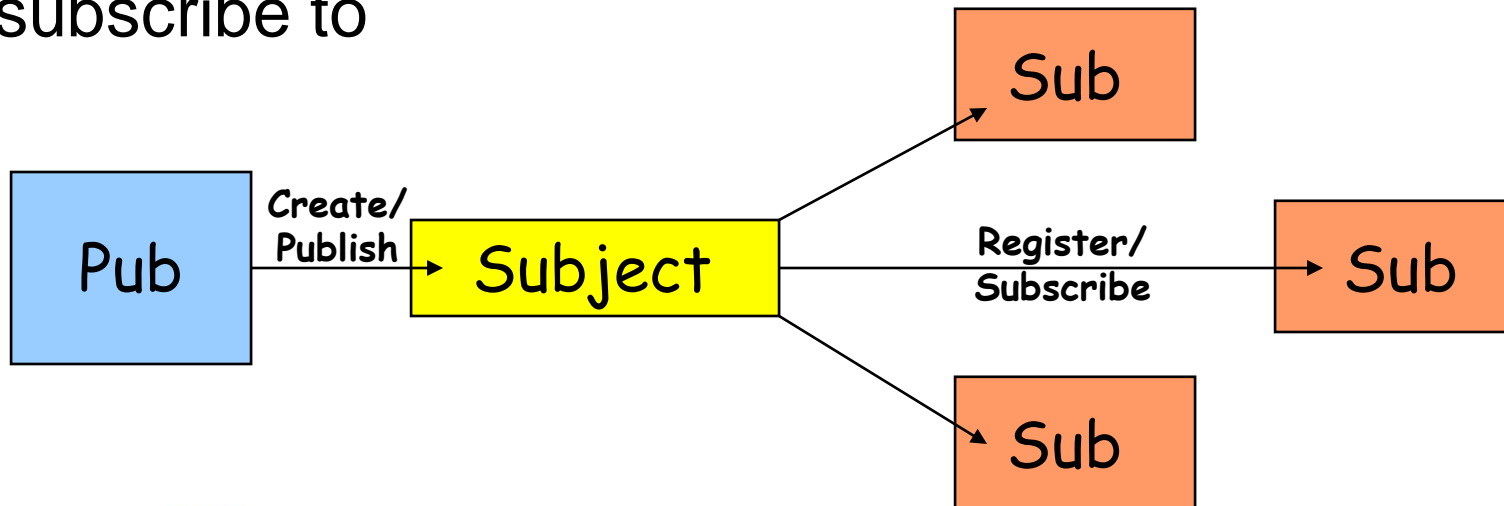 subscribe to
Sub
Create/
Publish
Pub
Subject
Register/
Subscribe
Sub
Sub